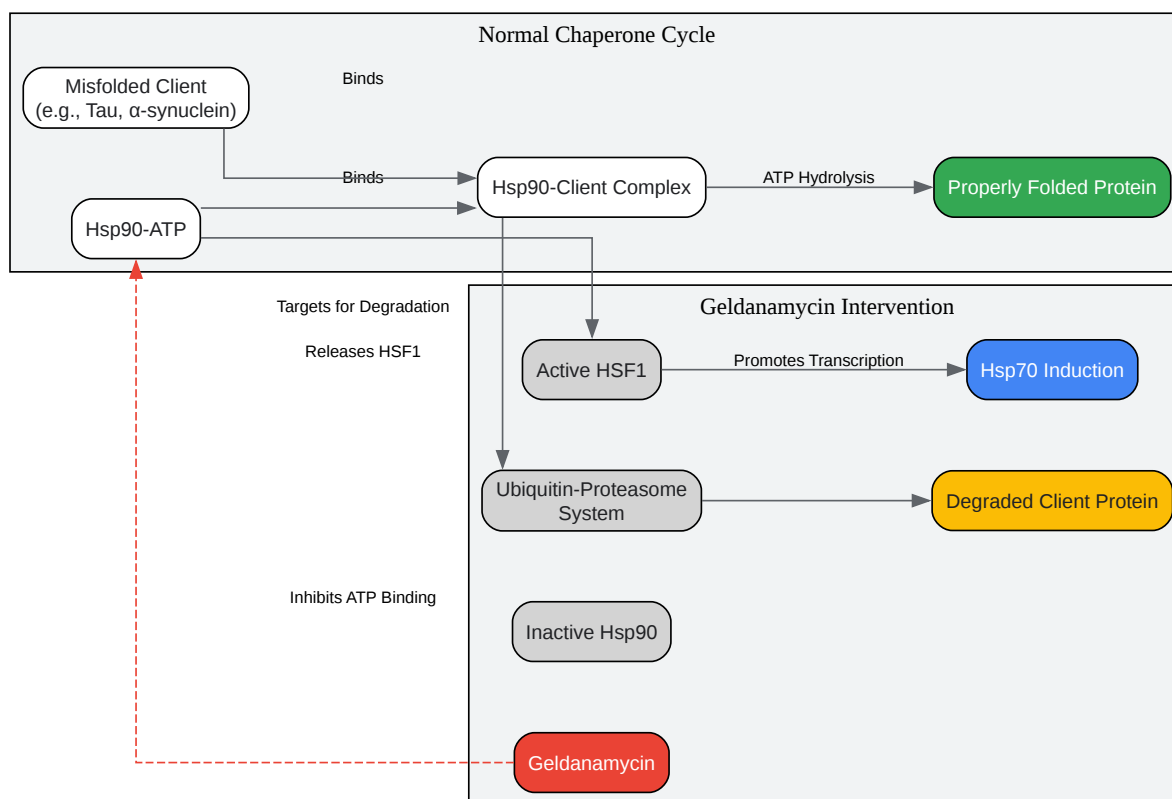 Normal Chaperone Cycle
Misfolded Client
(e.g., Tau, α-synuclein)
Binds
Binds
Hsp90-Client Complex
ATP Hydrolysis
Properly Folded Protein
Hsp90-ATP
Targets for Degradation
Releases HSF1
Geldanamycin Intervention
Active HSF1
Promotes Transcription
Hsp70 Induction
Ubiquitin-Proteasome
System
Degraded Client Protein
Inhibits ATP Binding
Inactive Hsp90
Geldanamycin